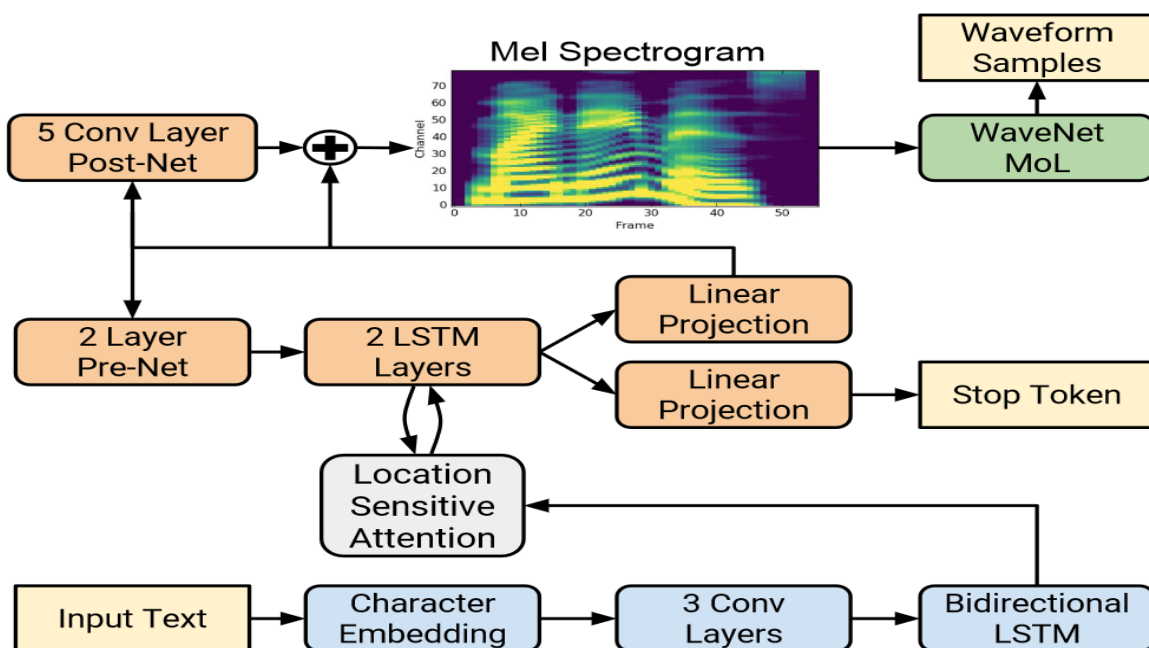 Waveform
Samples
Mel Spectrogram
5 Conv Layer
Post-Net
Channel
70
60
50
40
30
20
10
0
0 10 20 30 40 50
Frame
WaveNet
MoL
2 Layer
Pre-Net
2 LSTM
Layers
Linear
Projection
Linear
Projection
Stop Token
Location
Sensitive
Attention
Input Text
Character
Embedding
3 Conv
Layers
Bidirectional
LSTM